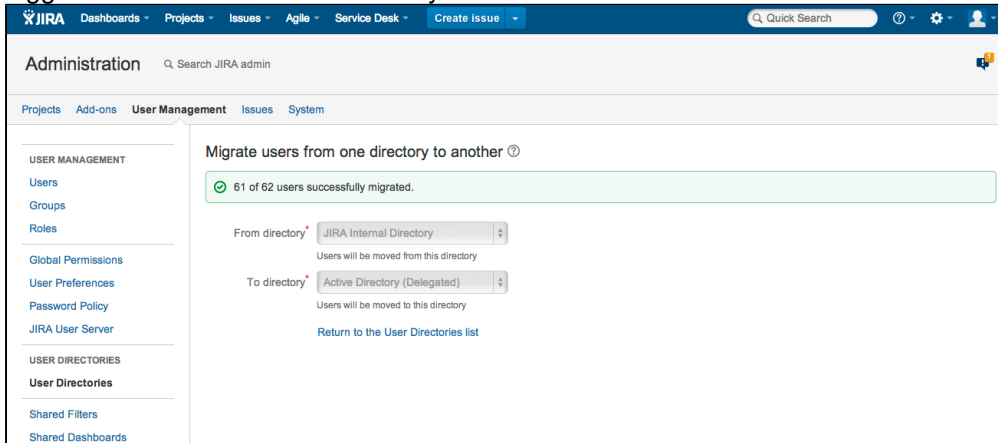 JIRA Dashboards Projects Issues Agile Service Desk Create issue Quick Search
Administration Search JIRA admin
Projects Add-ons User Management Issues System
USER MANAGEMENT
Users
Groups
Roles
Global Permissions
User Preferences
Password Policy
JIRA User Server
USER DIRECTORIES
User Directories
Shared Filters
Shared Dashboards
Migrate users from one directory to another
61 of 62 users successfully migrated.
From directory* JIRA Internal Directory
Users will be moved from this directory
To directory* Active Directory (Delegated)
Users will be moved to this directory
Return to the User Directories list